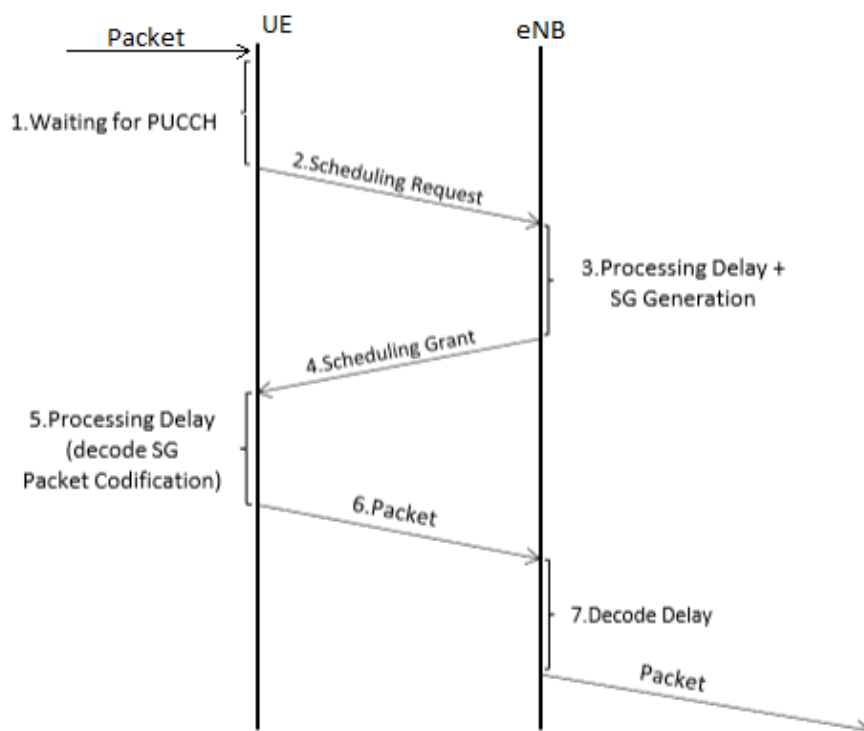 Packet
UE
eNB
1.Waiting for PUCCH
2.Scheduling Request
3.Processing Delay +
SG Generation
4.Scheduling Grant
5.Processing Delay
(decode SG
Packet Codification)
6.Packet
7.Decode Delay
Packet